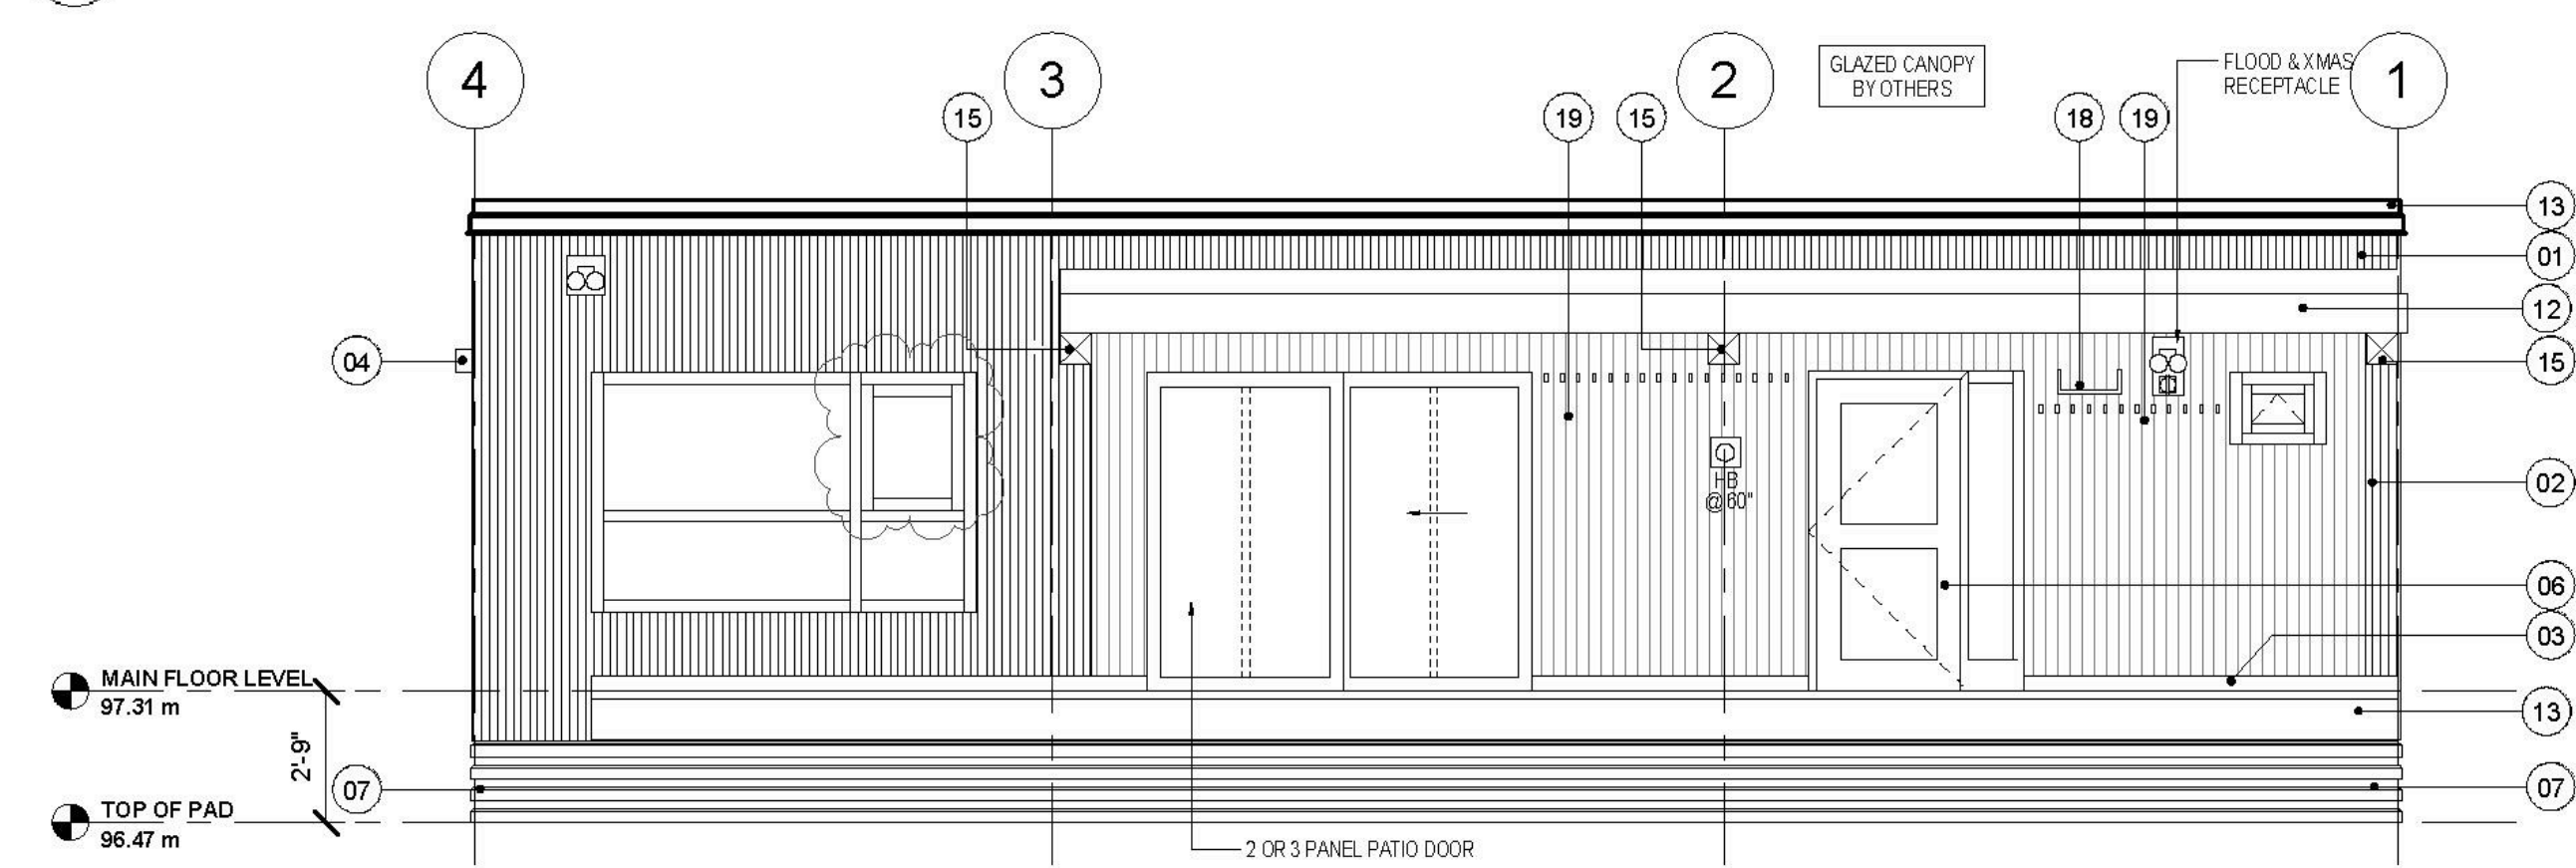 4
3
2
1
GLAZED CANOPY
BY OTHERS
FLOOD & XMAS
RECEPTACLE
15
19
15
18
19
13
01
12
04
15
HB
@ 60"
02
06
03
MAIN FLOOR LEVEL
97.31 m
13
2'-9"
07
07
TOP OF PAD
96.47 m
2 OR 3 PANEL PATIO DOOR